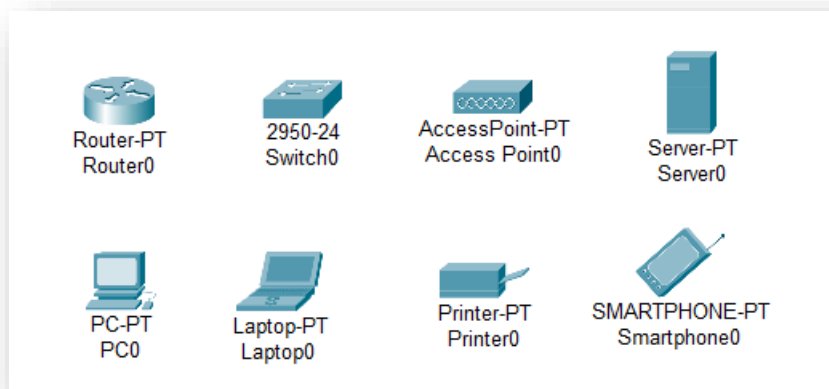 Router-PT
Router0
2950-24
Switch0
AccessPoint-PT
Access Point0
Server-PT
Server0
PC-PT
PC0
Laptop-PT
Laptop0
Printer-PT
Printer0
SMARTPHONE-PT
Smartphone0